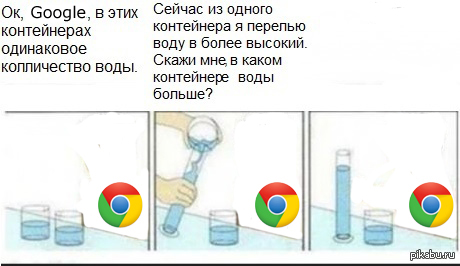 Ок, Google, в этих
контейнерах
одинаковое
колличество воды.
Сейчас из одного
контейнера я перелью
воду в более высокий.
Скажи мне, в каком
контейнере воды
больше?
pikabu.ru